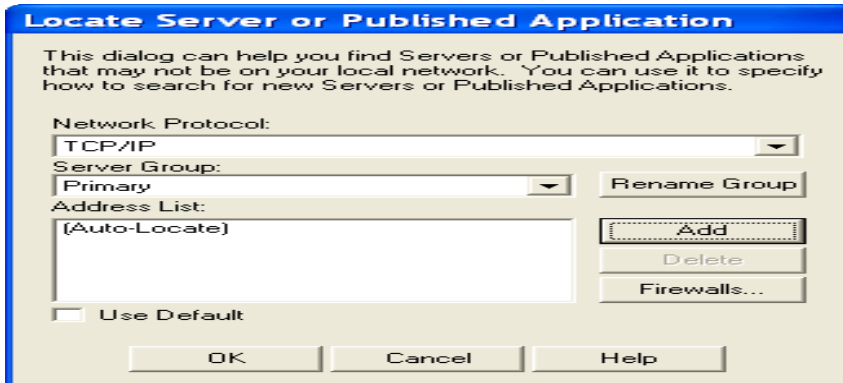 Locate Server or Published Application
This dialog can help you find Servers or Published Applications
that may not be on your local network. You can use it to specify
how to search for new Servers or Published Applications.
Network Protocol:
TCP/IP
Server Group:
Primary
Rename Group
Address List:
(Auto-Locate)
Add
Delete
Firewalls...
Use Default
OK Cancel Help